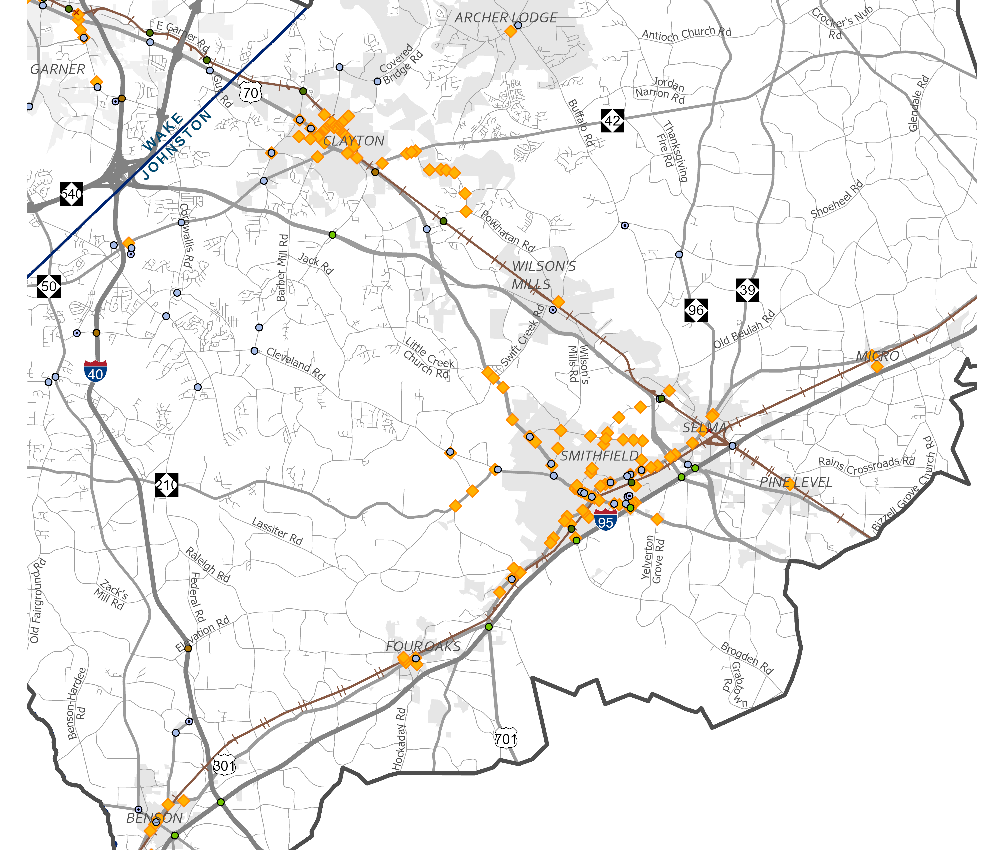 ARCHER LODGE
Crocker's Nub
Rd
Antioch Church Rd
E Garner Rd
GARNER
Covered
Bridge Rd
Guy Rd
70
Jordan
Narron Rd
Glendale Rd
Buffalo Rd
42
WAKE
JOHNSTON
Thanksgiving
Fire Rd
CLAYTON
540
Shoeheel Rd
Cornwallis Rd
Powhatan Rd
Barber Mill Rd
Jack Rd
WILSON'S
MILLS
50
39
96
Swift Creek Rd
Old Beulah Rd
Little Creek
Church Rd
Wilson's
Mills Rd
Cleveland Rd
MICRO
40
SELMA
SMITHFIELD
Rains Crossroads Rd
PINE LEVEL
210
Bizzell Grove Church Rd
95
Lassiter Rd
Yelverton
Grove Rd
Raleigh Rd
Old Fairground Rd
Zack's
Mill Rd
Federal Rd
Elevation Rd
FOUR OAKS
Brogden Rd
Grabtown
Rd
Benson-Hardee
Rd
Hockaday Rd
701
301
BENSON